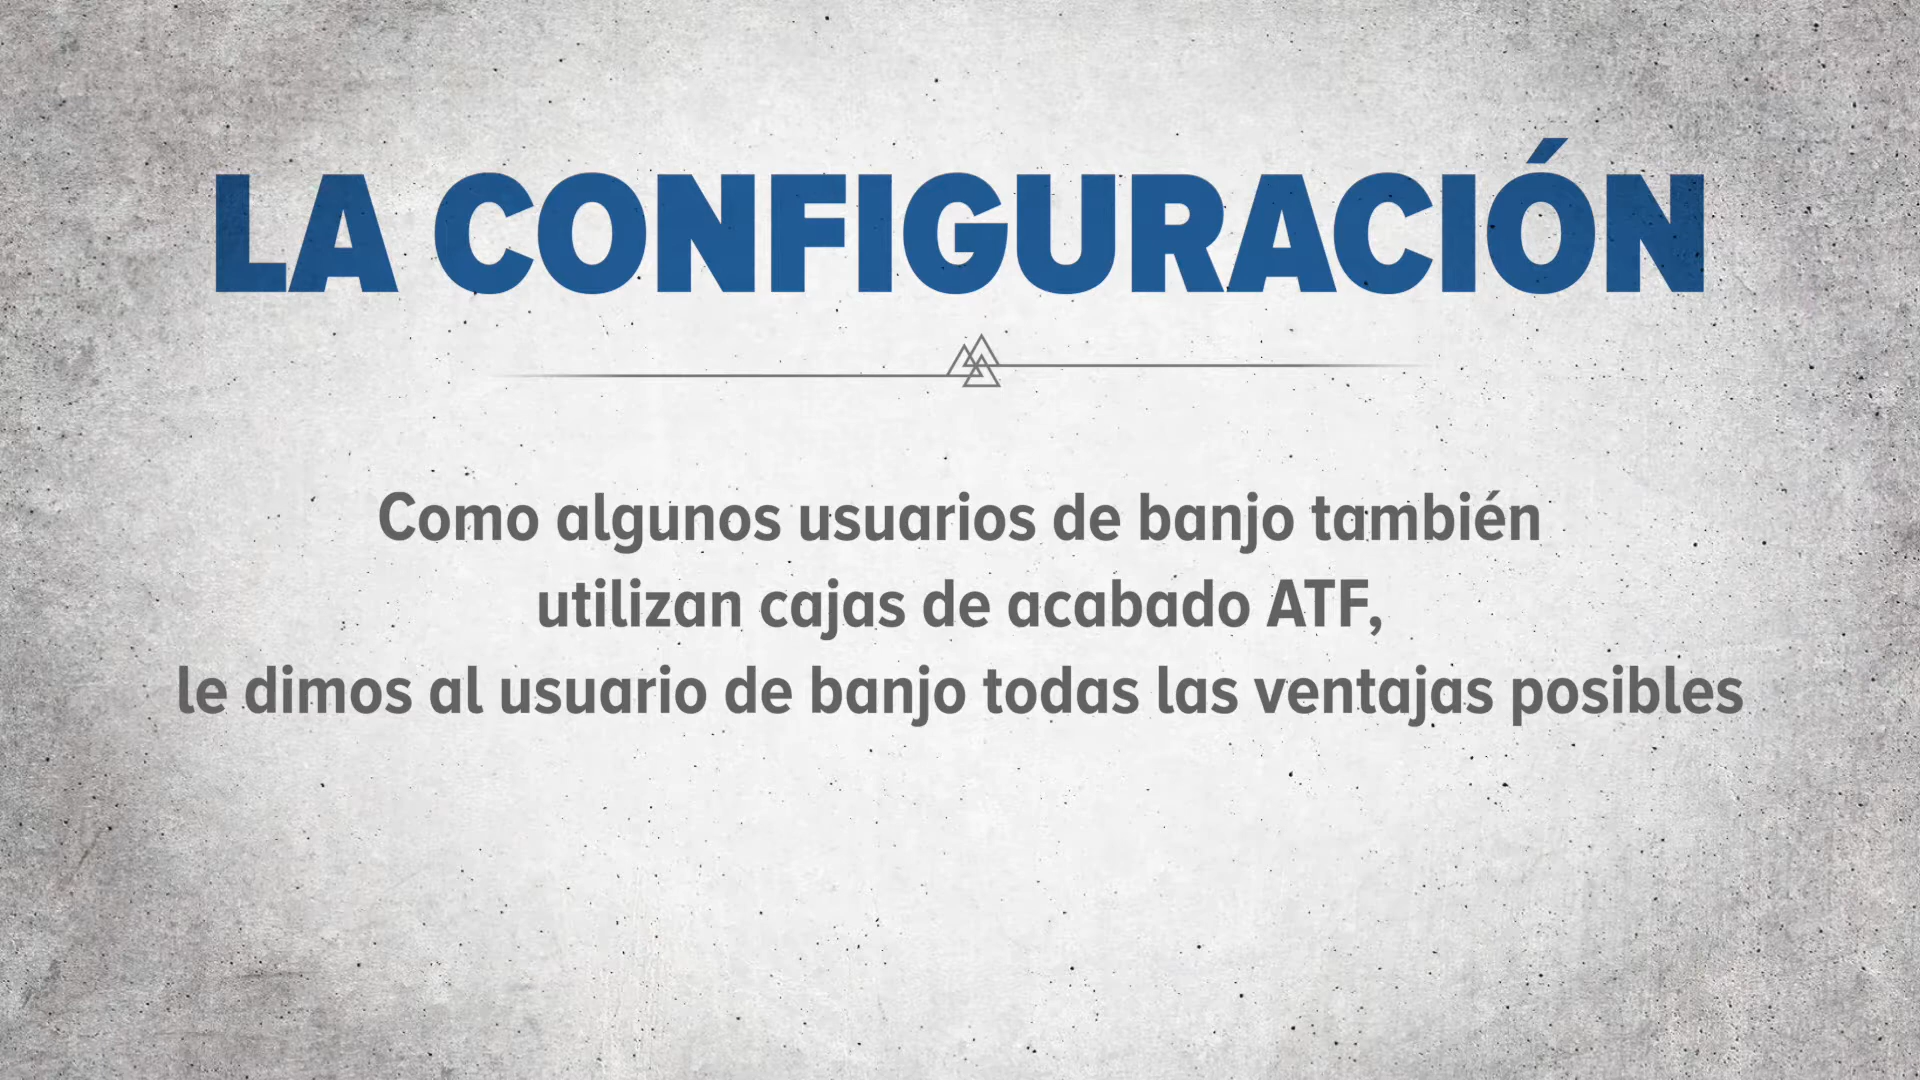 LA CONFIGURACIÓN
Como algunos usuarios de banjo también
utilizan cajas de acabado ATF,
le dimos al usuario de banjo todas las ventajas posibles